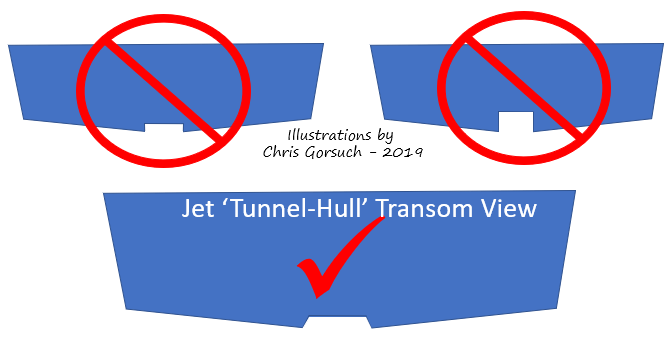 Illustrations by
Chris Gorsuch - 2019
Jet ‘Tunnel-Hull’ Transom View